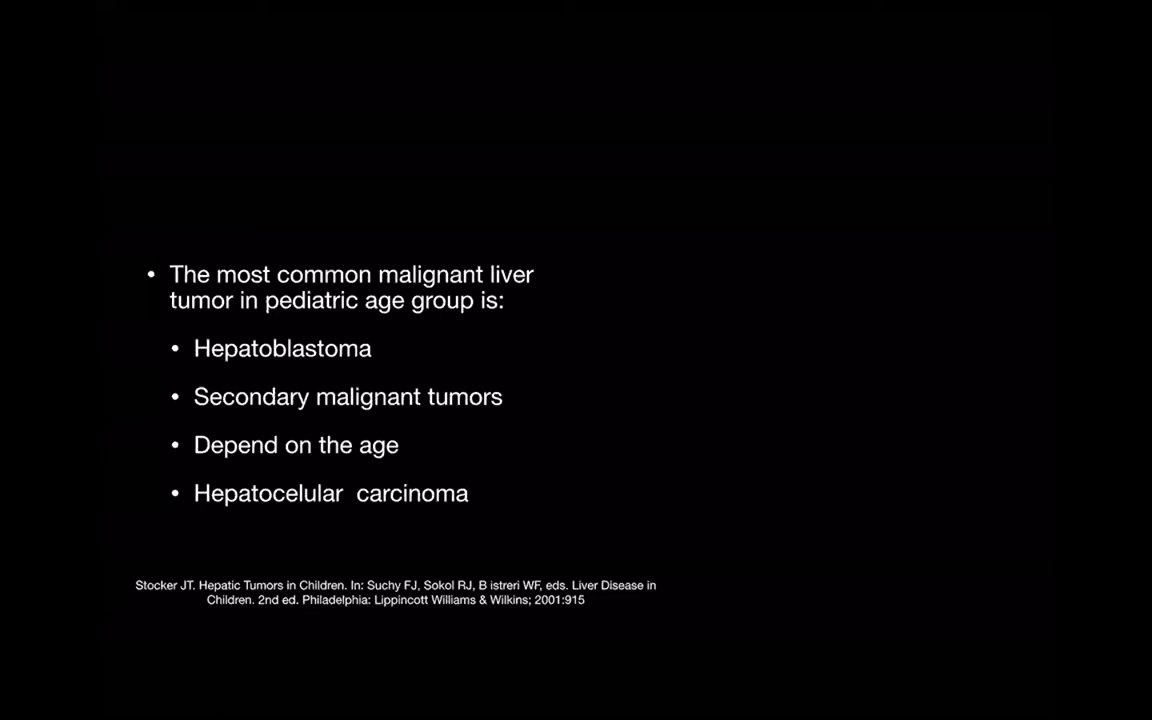 • The most common malignant liver
tumor in pediatric age group is:
• Hepatoblastoma
• Secondary malignant tumors
• Depend on the age
• Hepatocelular  carcinoma
Stocker JT. Hepatic Tumors in Children. In: Suchy FJ, Sokol RJ, B istreri WF, eds. Liver Disease in
Children. 2nd ed. Philadelphia: Lippincott Williams & Wilkins; 2001:915